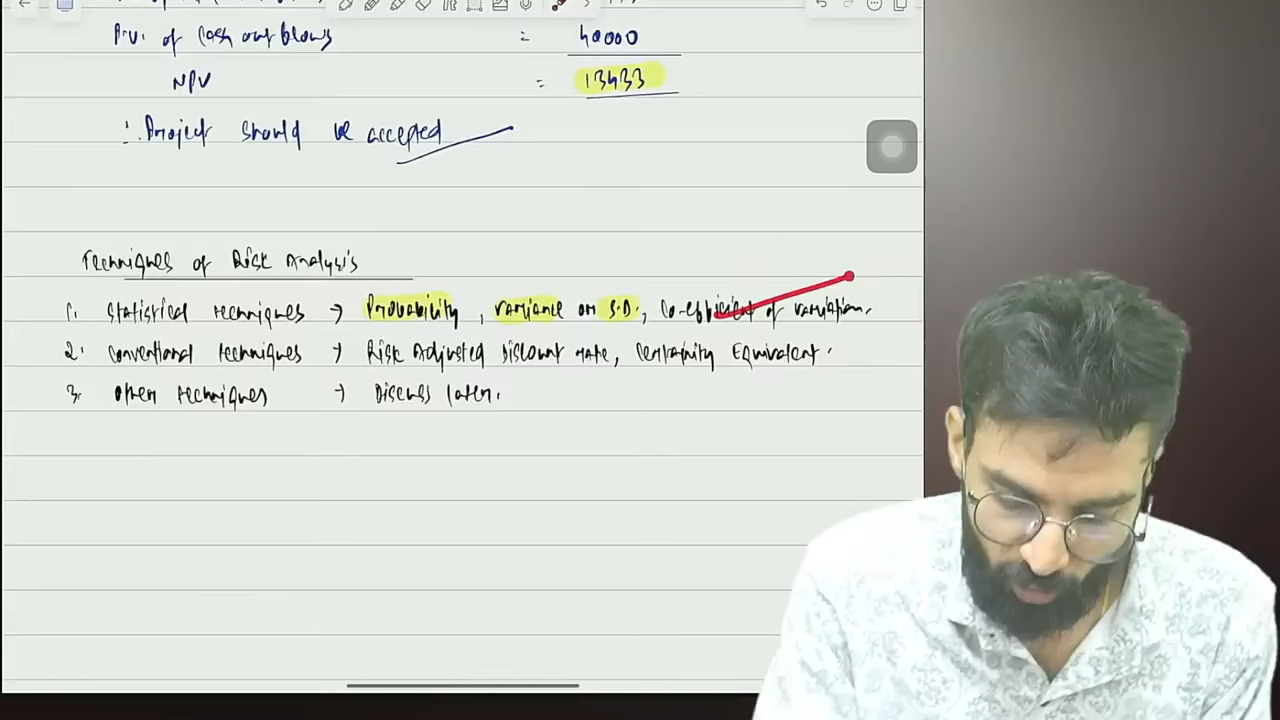 P.V. of Cash outflows = 40000
NPV = 13433
∴ Project should be accepted
Techniques of Risk Analysis
1. Statistical techniques → Probability, variance or S.D., Co-efficient of variation.
2. Conventional techniques → Risk Adjusted Discount rate, Certainity Equivalent.
3. Other techniques → Discuss later.